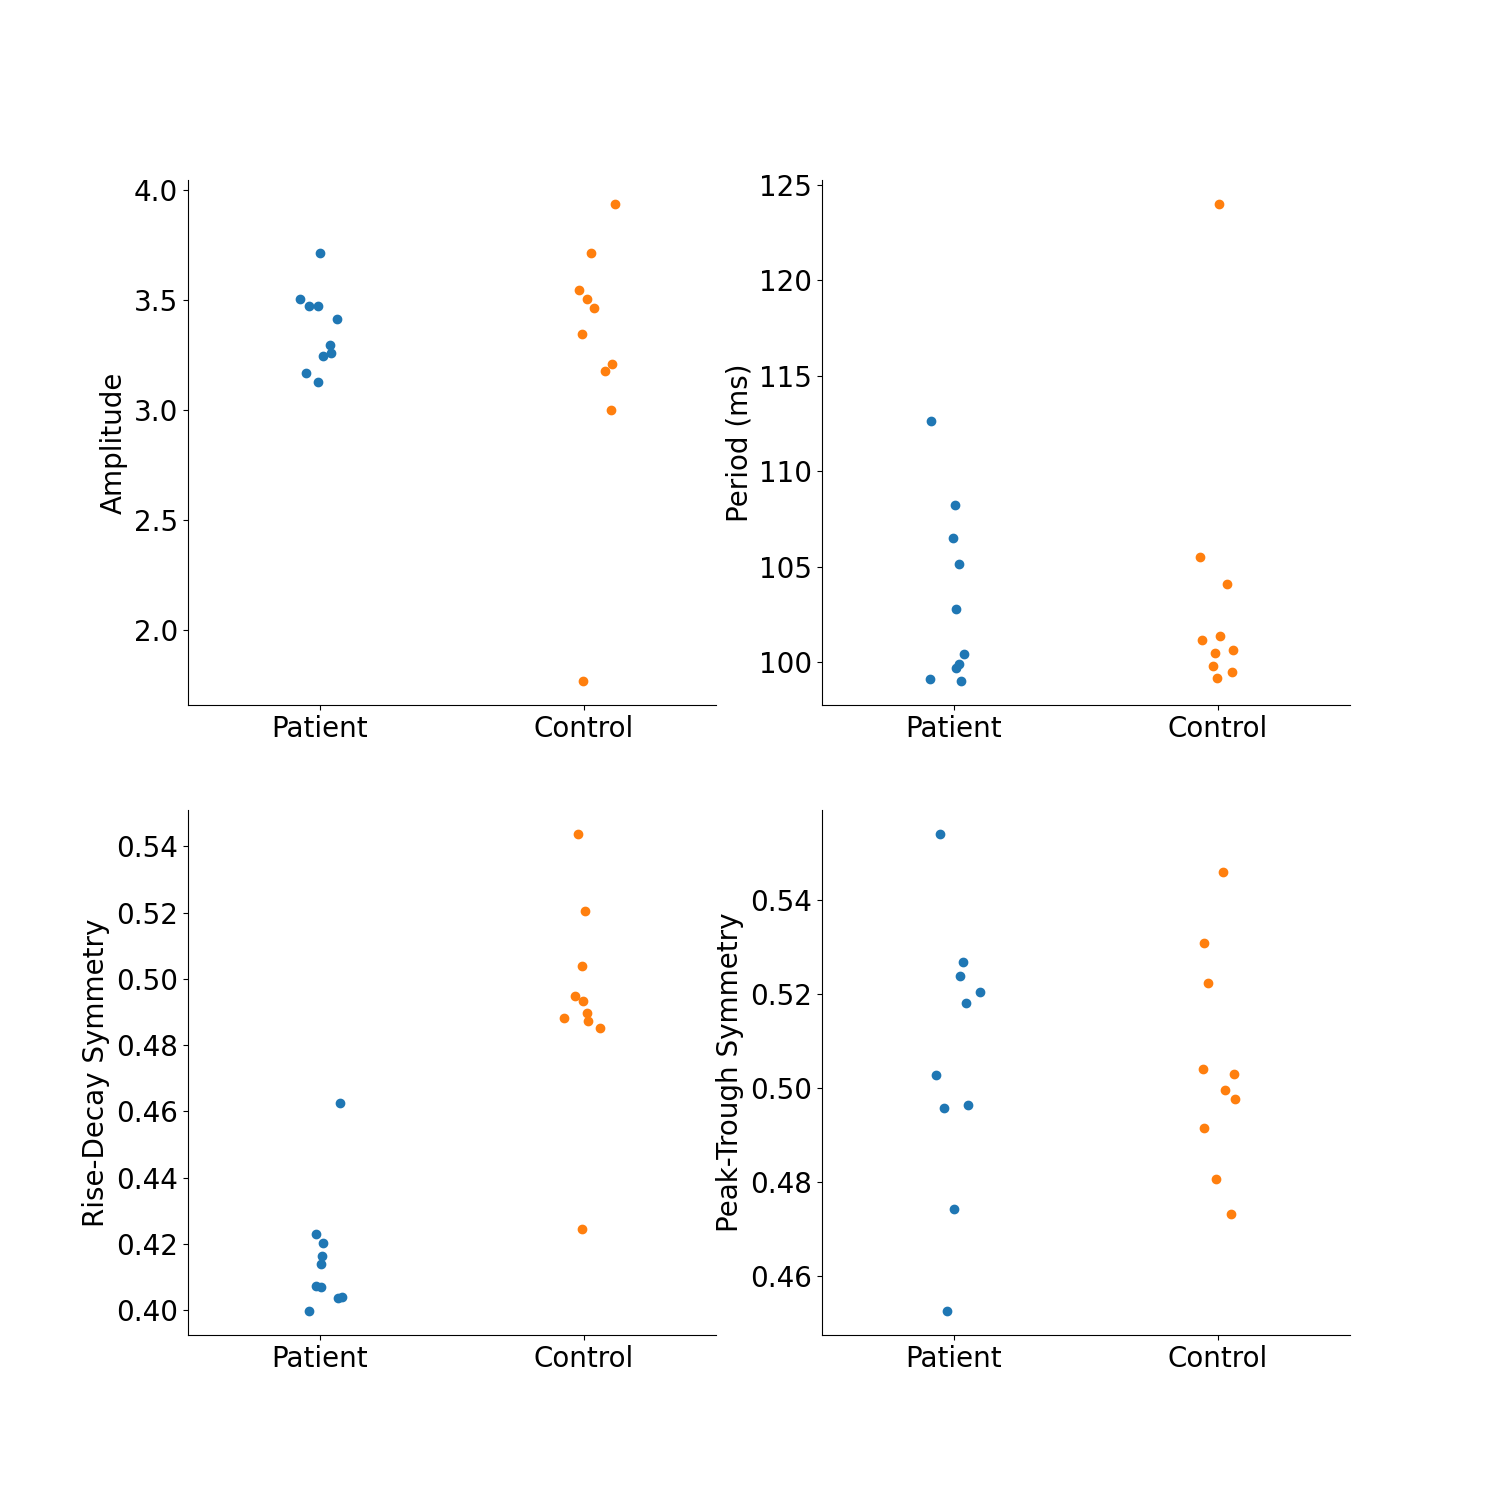 4.0
3.5
3.0
2.5
2.0
Amplitude
Patient
Control
125
120
115
110
105
100
Period (ms)
Patient
Control
0.54
0.52
0.50
0.48
0.46
0.44
0.42
0.40
Rise-Decay Symmetry
Patient
Control
0.54
0.52
0.50
0.48
0.46
Peak-Trough Symmetry
Patient
Control